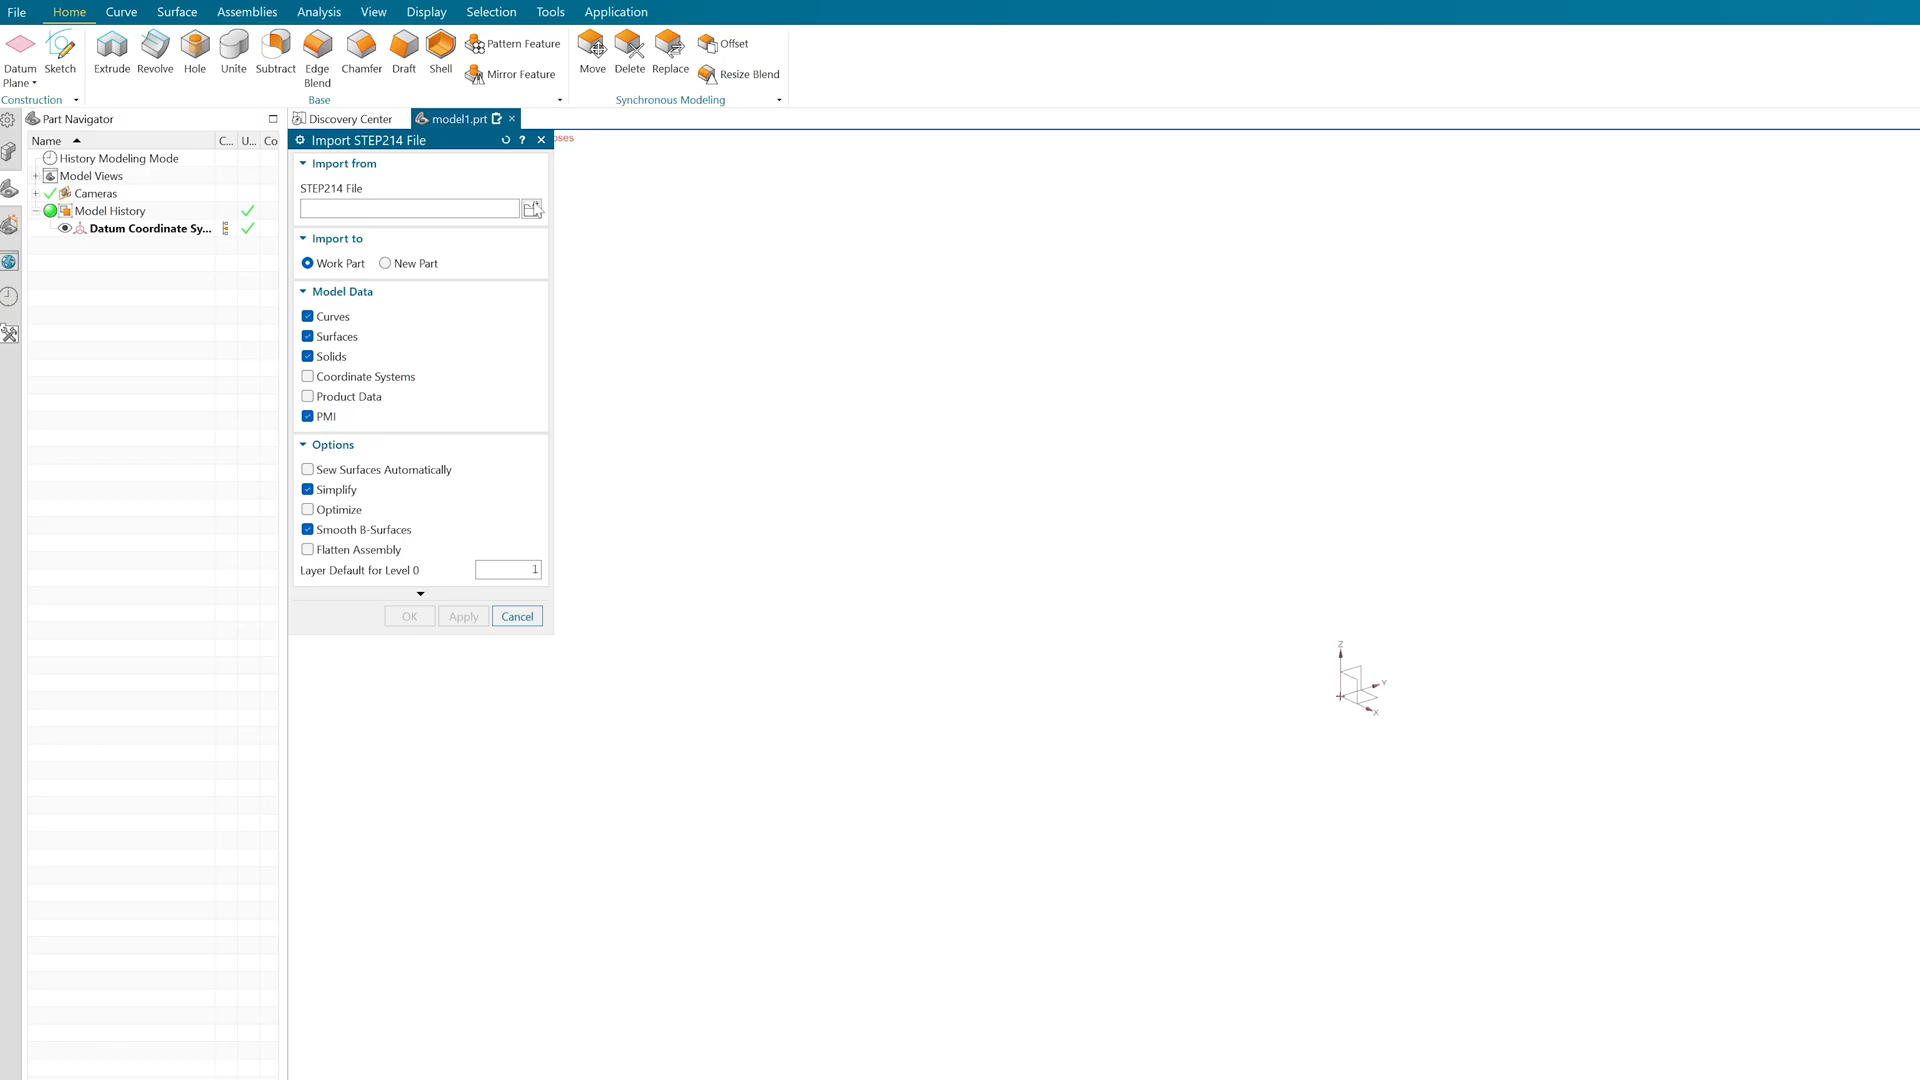 File Home Curve Surface Assemblies Analysis View Display Selection Tools Application
Datum Plane Sketch Extrude Revolve Hole Unite Subtract Edge Blend Chamfer Draft Shell Pattern Feature Mirror Feature Move Delete Replace Offset Resize Blend
Construction Base Synchronous Modeling
Part Navigator
Discovery Center model1.prt
Name C... U... Co
History Modeling Mode
Model Views
Cameras
Model History
Datum Coordinate Sy...
Import STEP214 File
oses
Import from
STEP214 File
Import to
Work Part New Part
Model Data
Curves
Surfaces
Solids
Coordinate Systems
Product Data
PMI
Options
Sew Surfaces Automatically
Simplify
Optimize
Smooth B-Surfaces
Flatten Assembly
Layer Default for Level 0 1
OK Apply Cancel
Z
Y
X